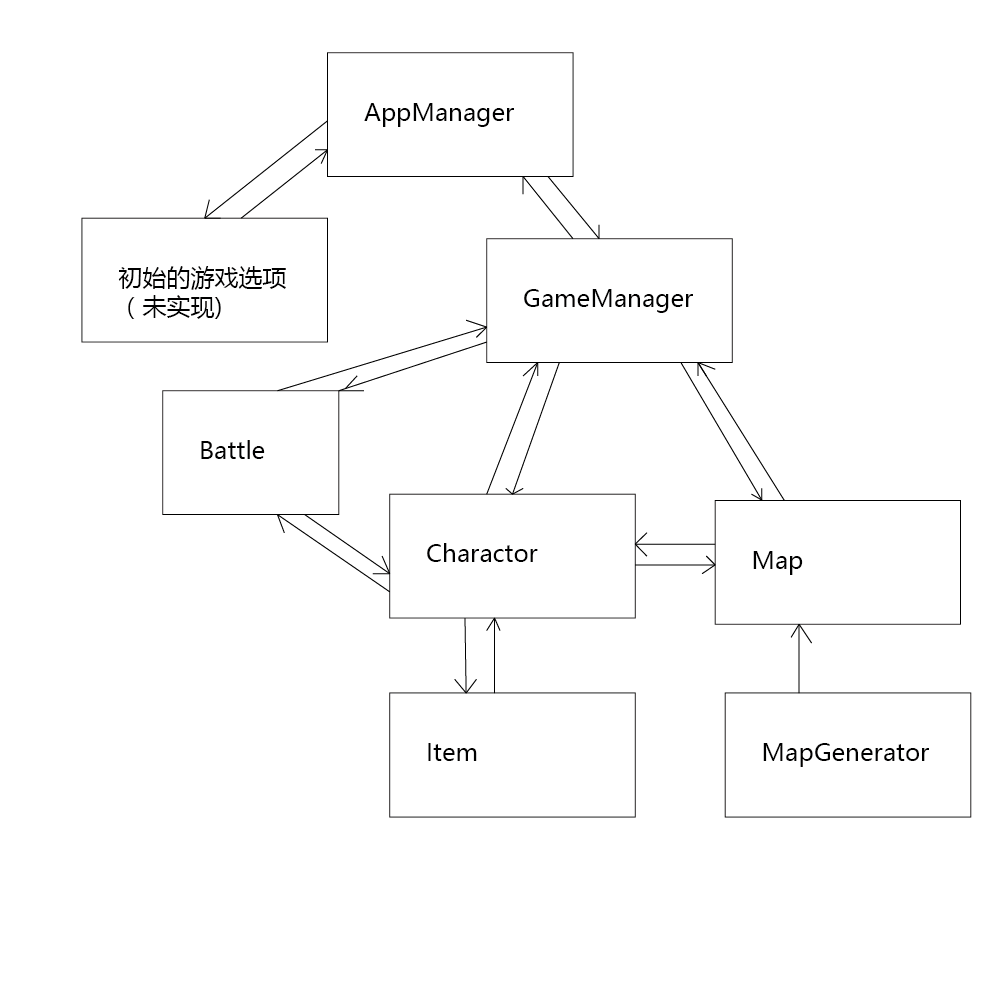 AppManager
初始的游戏选项
（未实现)
GameManager
Battle
Charactor
Map
Item
MapGenerator